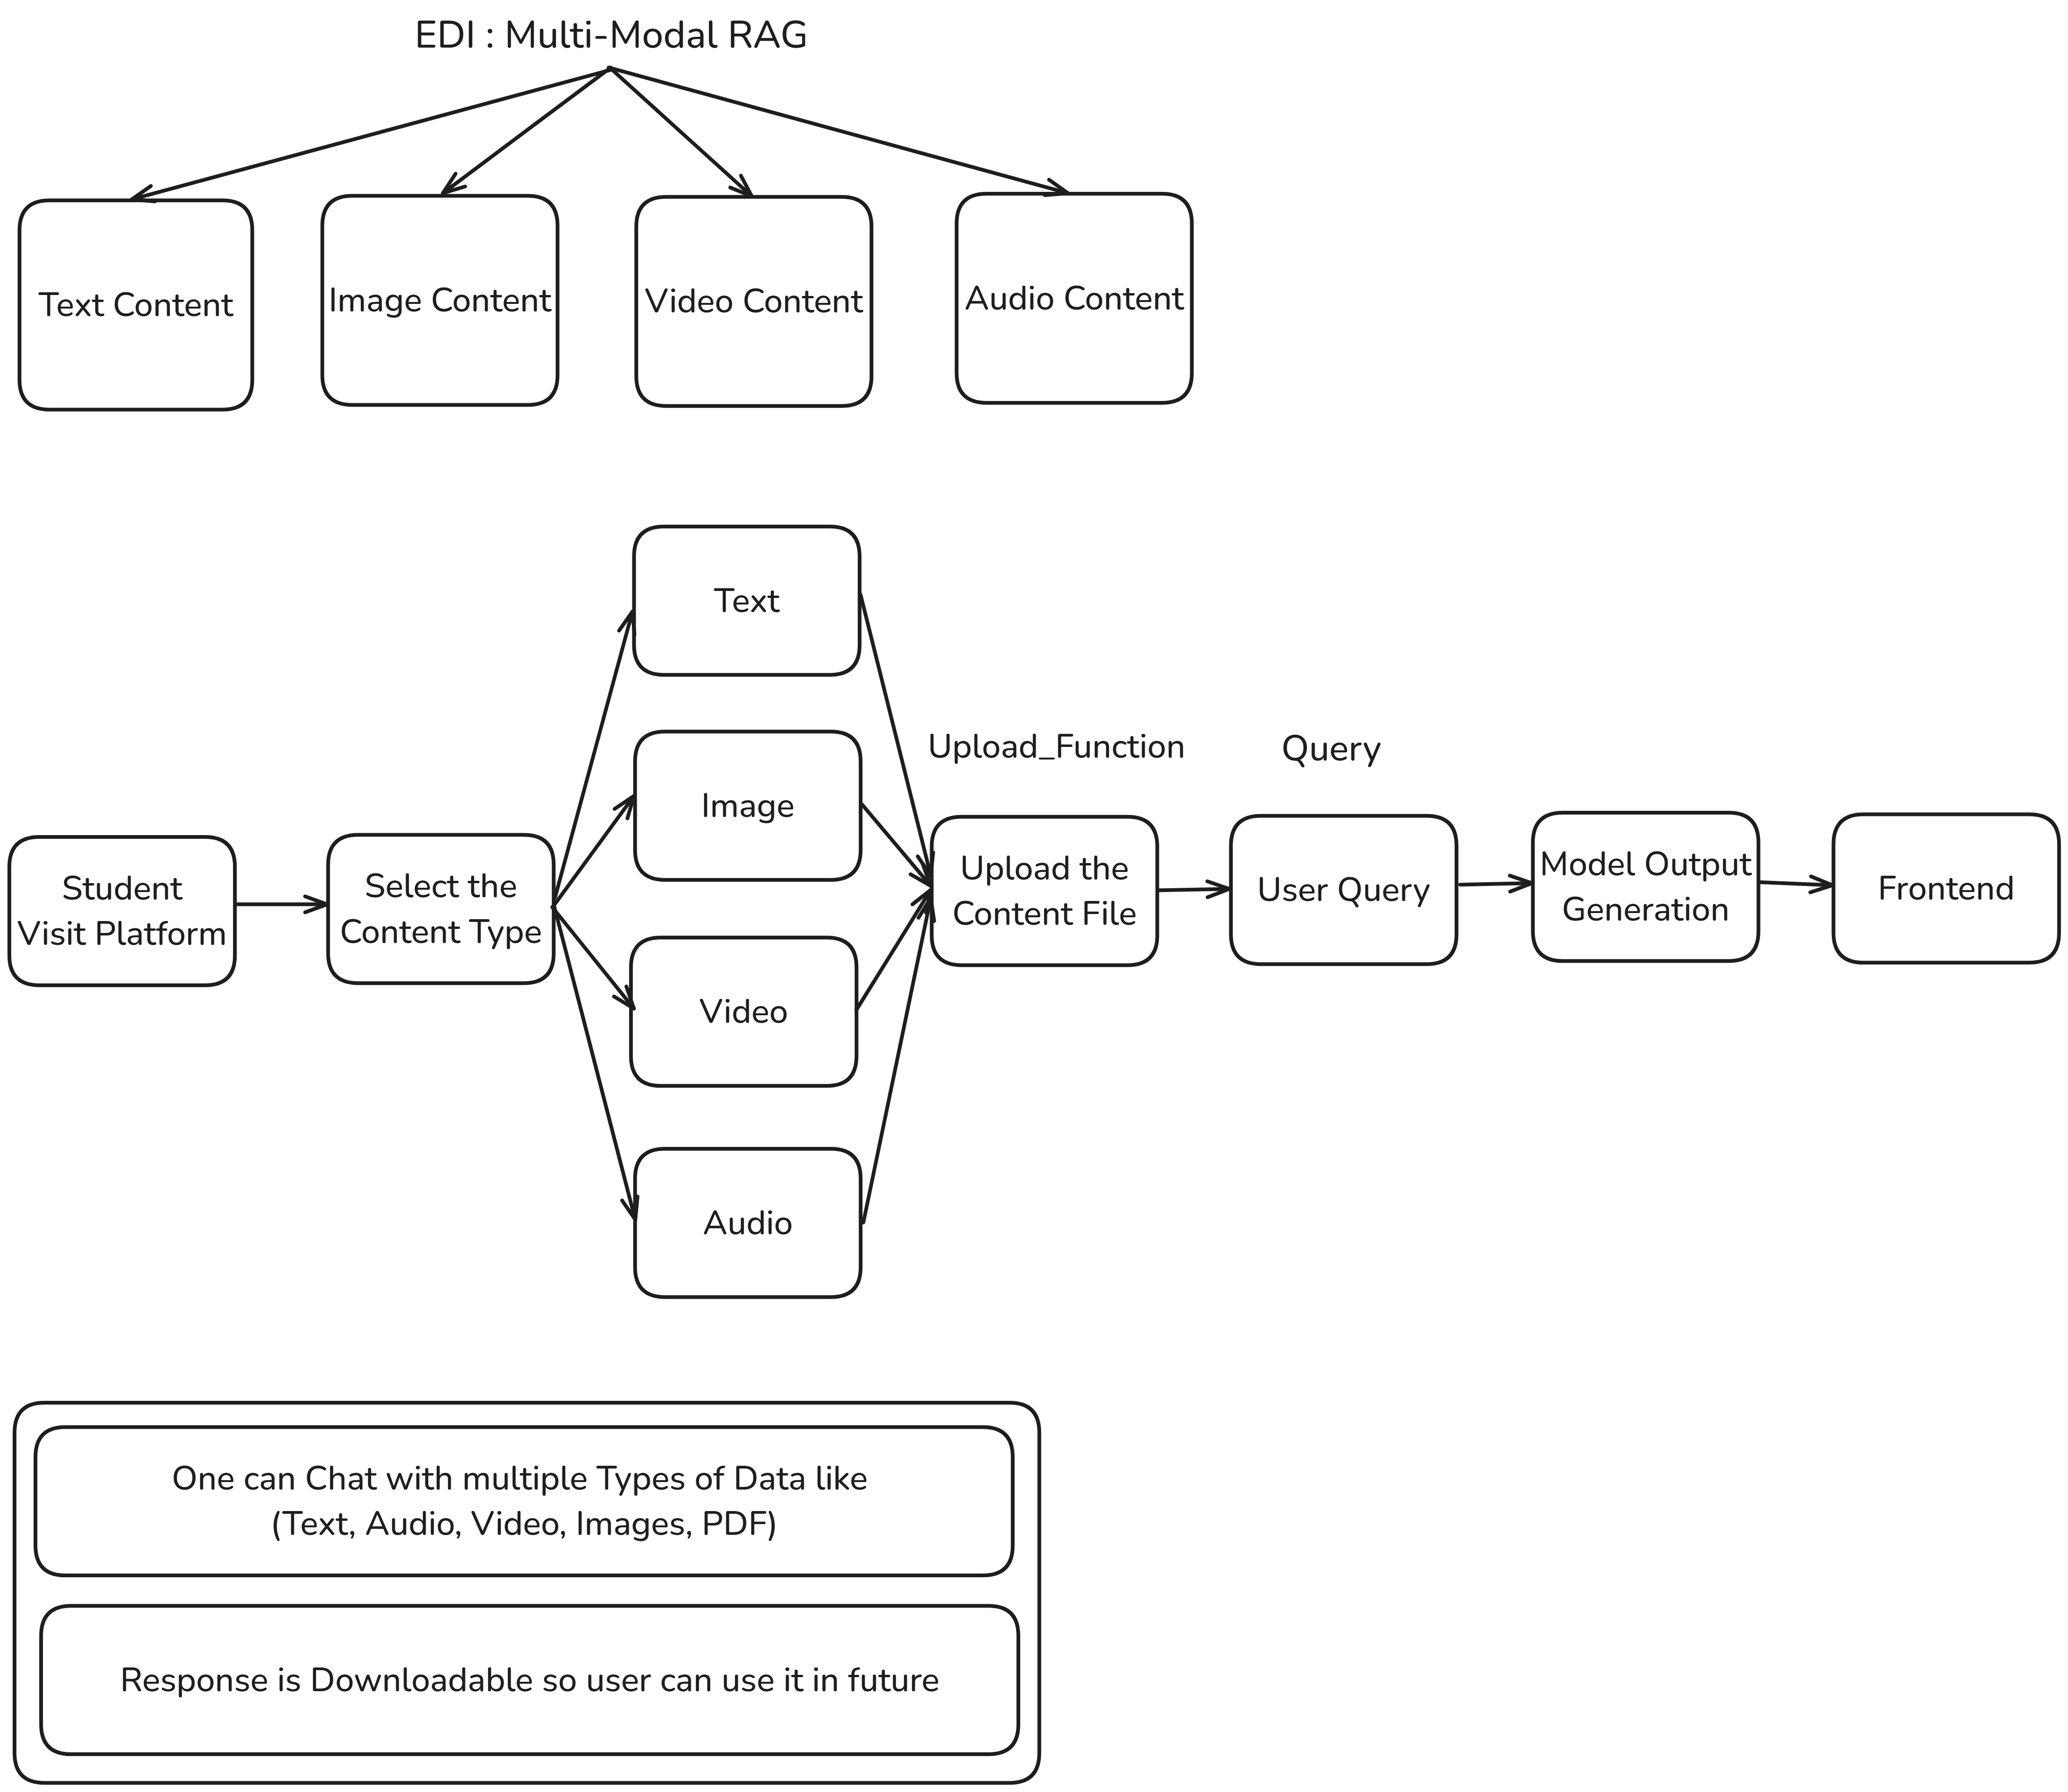 EDI : Multi-Modal RAG
Text Content
Image Content
Video Content
Audio Content
Text
Image
Video
Audio
Upload_Function
Query
Student
Visit Platform
Select the
Content Type
Upload the
Content File
User Query
Model Output
Generation
Frontend
One can Chat with multiple Types of Data like
(Text, Audio, Video, Images, PDF)
Response is Downloadable so user can use it in future